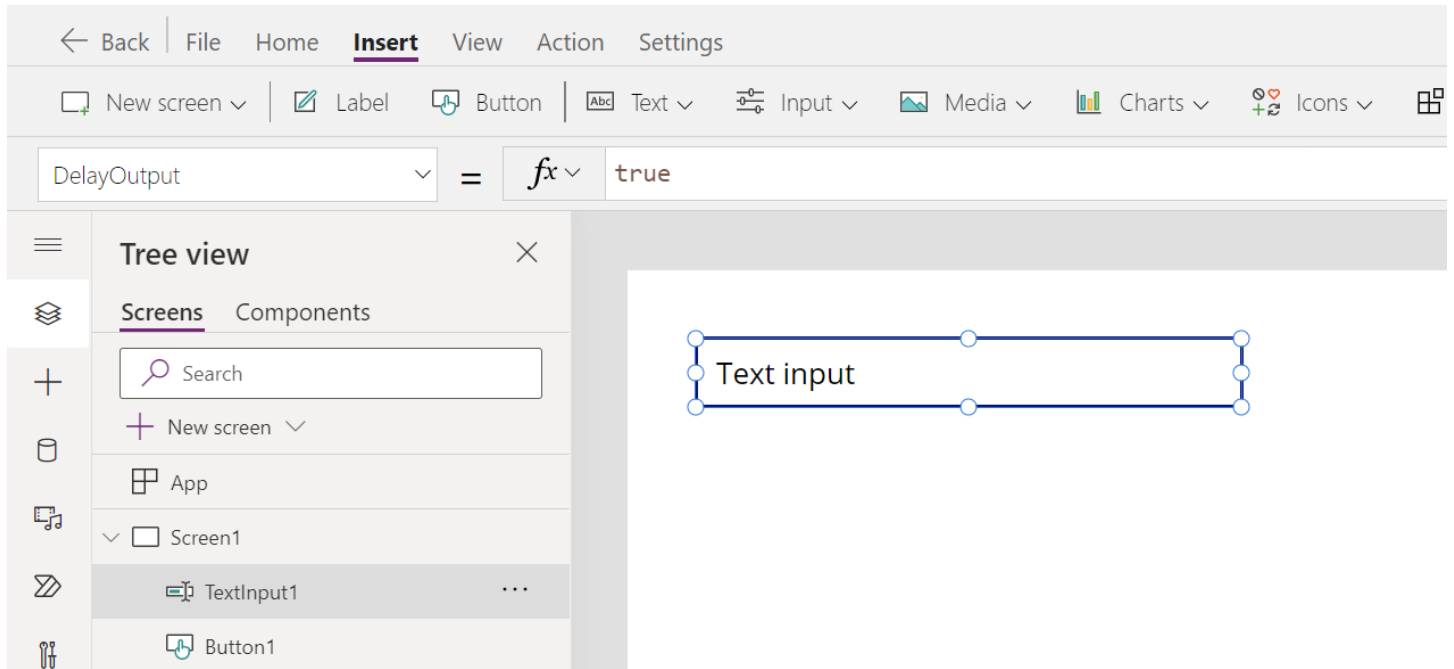 Back File Home Insert View Action Settings
New screen Label Button Abc Text Input Media Charts Icons
DelayOutput = fx true
Tree view
Screens Components
Search
New screen
App
Screen1
TextInput1 ...
Button1
Text input